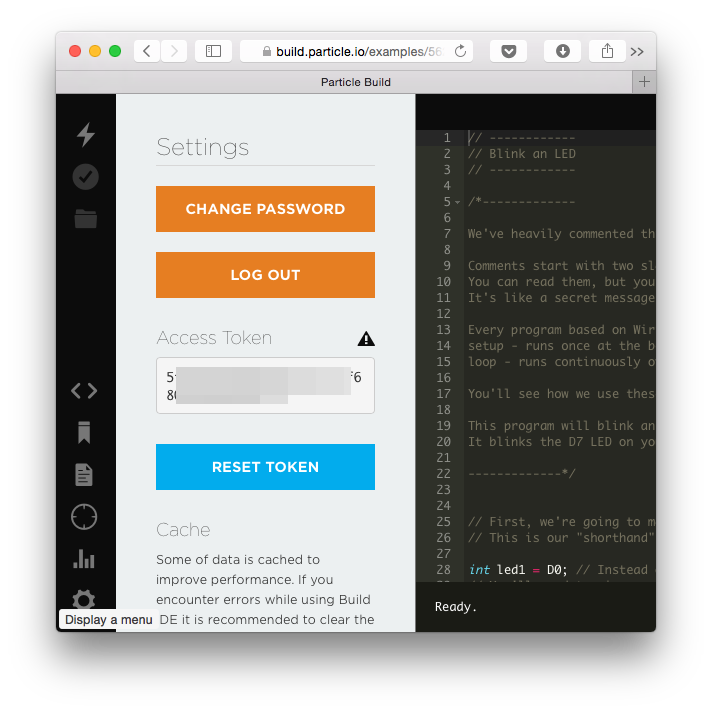 build.particle.io/examples/56
Particle Build
Settings
CHANGE PASSWORD
LOG OUT
Access Token
5 f6
80
RESET TOKEN
Cache
Some of data is cached to
improve performance. If you
encounter errors while using Build
IDE it is recommended to clear the
Display a menu
1 // ------------
2 // Blink an LED
3 // ------------
4
5 /*-------------
6
7 We've heavily commented th
8
9 Comments start with two sl
10 You can read them, but you
11 It's like a secret message
12
13 Every program based on Wir
14 setup - runs once at the b
15 loop - runs continuously o
16
17 You'll see how we use thes
18
19 This program will blink an
20 It blinks the D7 LED on yo
21
22 -------------*/
23
24
25 // First, we're going to m
26 // This is our "shorthand"
27
28 int led1 = D0; // Instead
Ready.